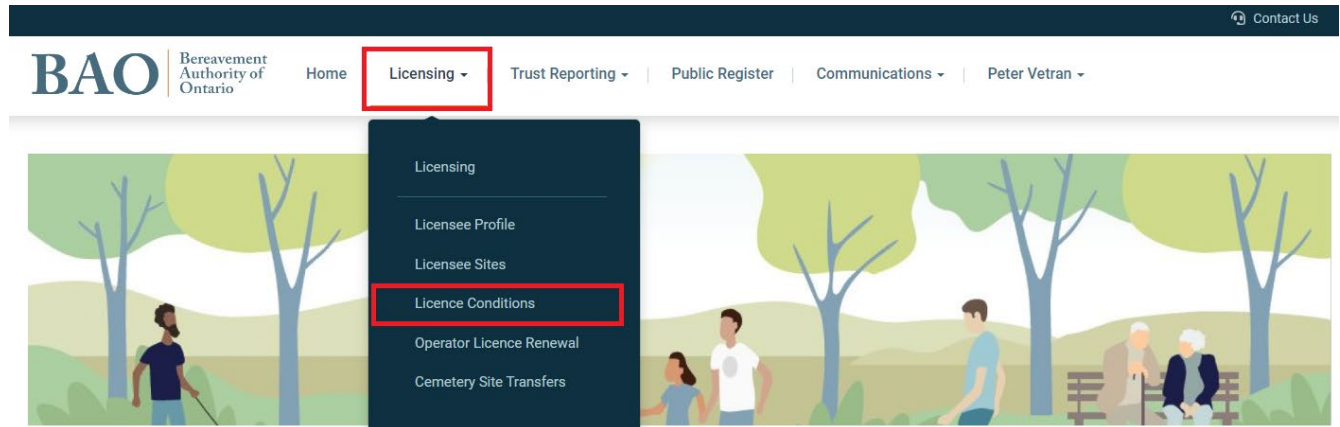 Contact Us
BAO
Bereavement
Authority of
Ontario
Home Licensing Trust Reporting Public Register Communications Peter Vetran
Licensing
Licensee Profile
Licensee Sites
Licence Conditions
Operator Licence Renewal
Cemetery Site Transfers